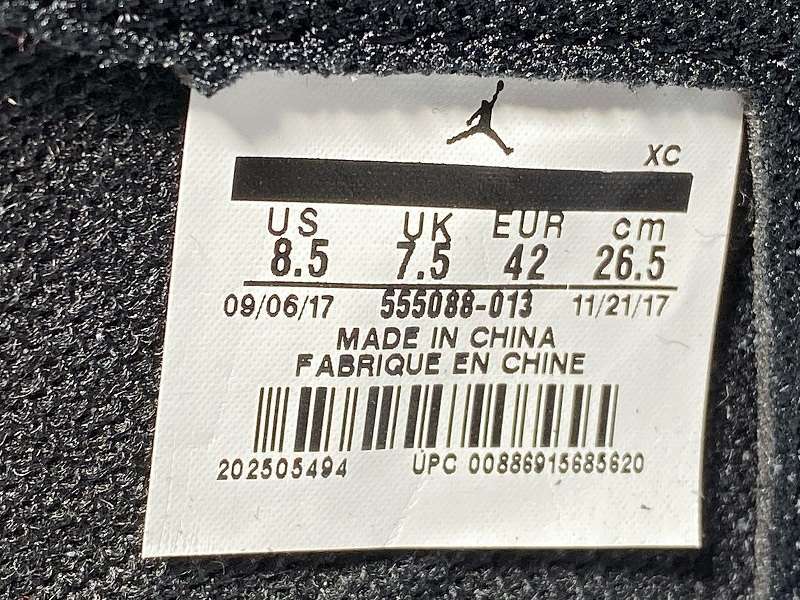 XC
US UK EUR cm
8.5 7.5 42 26.5
09/06/17 555088-013 11/21/17
MADE IN CHINA
FABRIQUE EN CHINE
202505494 UPC 00886915685620